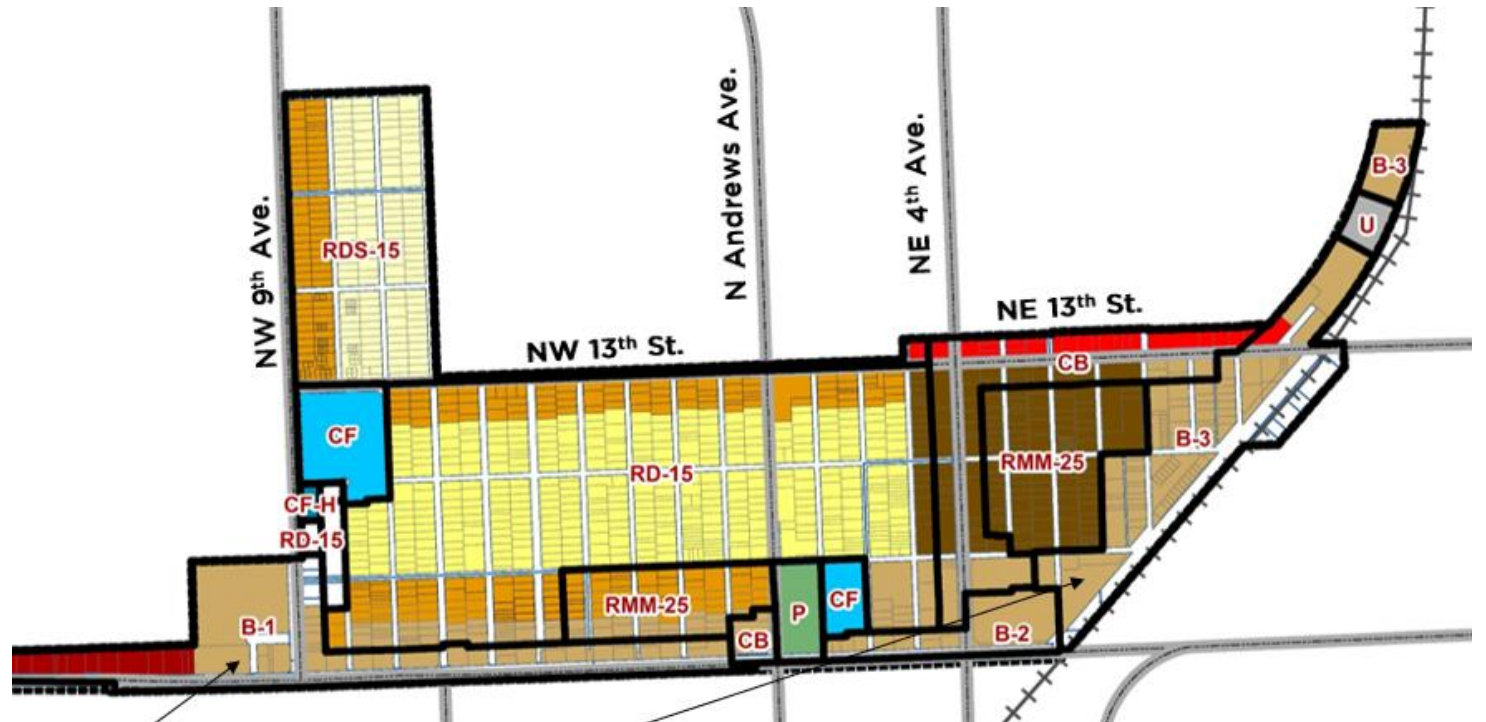 NW 9th Ave.
N Andrews Ave.
NE 4th Ave.
B-3
U
RDS-15
NE 13th St.
NW 13th St.
CB
CF
B-3
RMM-25
RD-15
CF-H
RD-15
RMM-25
P
CF
B-1
CB
B-2